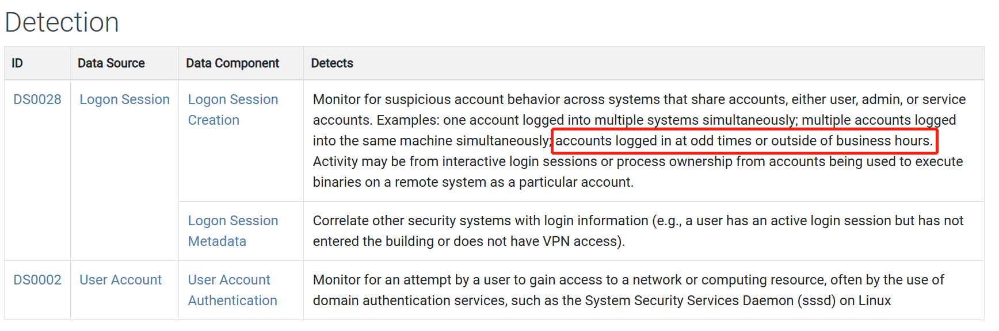 Detection
ID Data Source Data Component Detects
DS0028 Logon Session Logon Session Creation
Monitor for suspicious account behavior across systems that share accounts, either user, admin, or service
accounts. Examples: one account logged into multiple systems simultaneously; multiple accounts logged
into the same machine simultaneously; accounts logged in at odd times or outside of business hours.
Activity may be from interactive login sessions or process ownership from accounts being used to execute
binaries on a remote system as a particular account.
Logon Session Metadata
Correlate other security systems with login information (e.g., a user has an active login session but has not
entered the building or does not have VPN access).
DS0002 User Account User Account Authentication
Monitor for an attempt by a user to gain access to a network or computing resource, often by the use of
domain authentication services, such as the System Security Services Daemon (sssd) on Linux